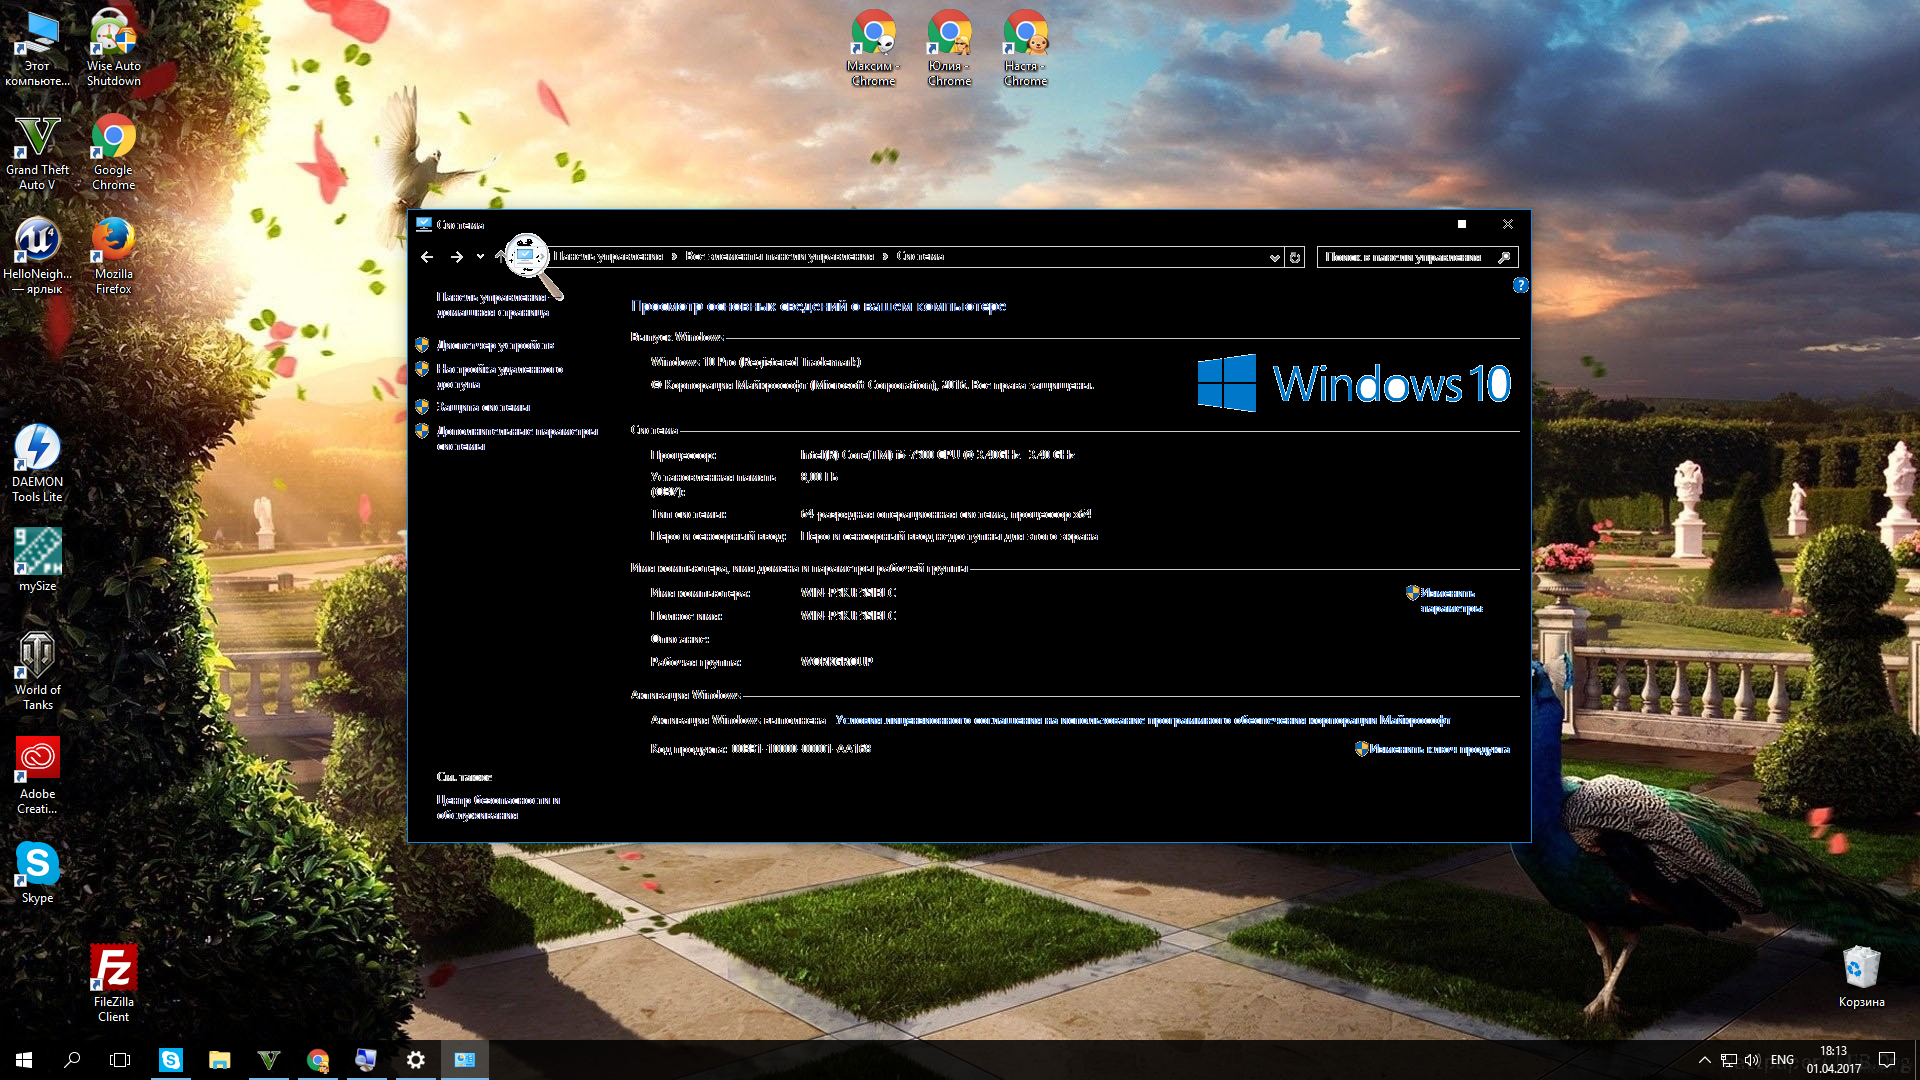 Этот
компьюте...
Wise Auto
Shutdown
Максим -
Chrome
Юлия -
Chrome
Настя -
Chrome
Grand Theft
Auto V
Google
Chrome
HelloNeigh...
— ярлык
Mozilla
Firefox
DAEMON
Tools Lite
mySize
World of
Tanks
Adobe
Creati...
Skype
FileZilla
Client
Корзина
Система
Панель управления » Все элементы панели управления » Система
Поиск в панели управления
Панель управления -
домашняя страница
Диспетчер устройств
Настройка удаленного
доступа
Защита системы
Дополнительные параметры
системы
См. также
Центр безопасности и
обслуживания
Просмотр основных сведений о вашем компьютере
Выпуск Windows
Windows 10 Pro (Registered Trademark)
© Корпорация Майкрософт (Microsoft Corporation), 2016. Все права защищены.
Windows 10
Система
Процессор: Intel(R) Core(TM) i5-7500 CPU @ 3.40GHz 3.40 GHz
Установленная память
(ОЗУ): 8,00 ГБ
Тип системы: 64-разрядная операционная система, процессор x64
Перо и сенсорный ввод: Перо и сенсорный ввод недоступны для этого экрана
Имя компьютера, имя домена и параметры рабочей группы
Имя компьютера:
Изменить
параметры
Полное имя:
Описание:
Рабочая группа: WORKGROUP
Активация Windows
Активация Windows выполнена Условия лицензионного соглашения на использование программного обеспечения корпорации Майкрософт
Код продукта: 00331-10000-00001-AA168
Изменить ключ продукта
ENG
18:13
01.04.2017